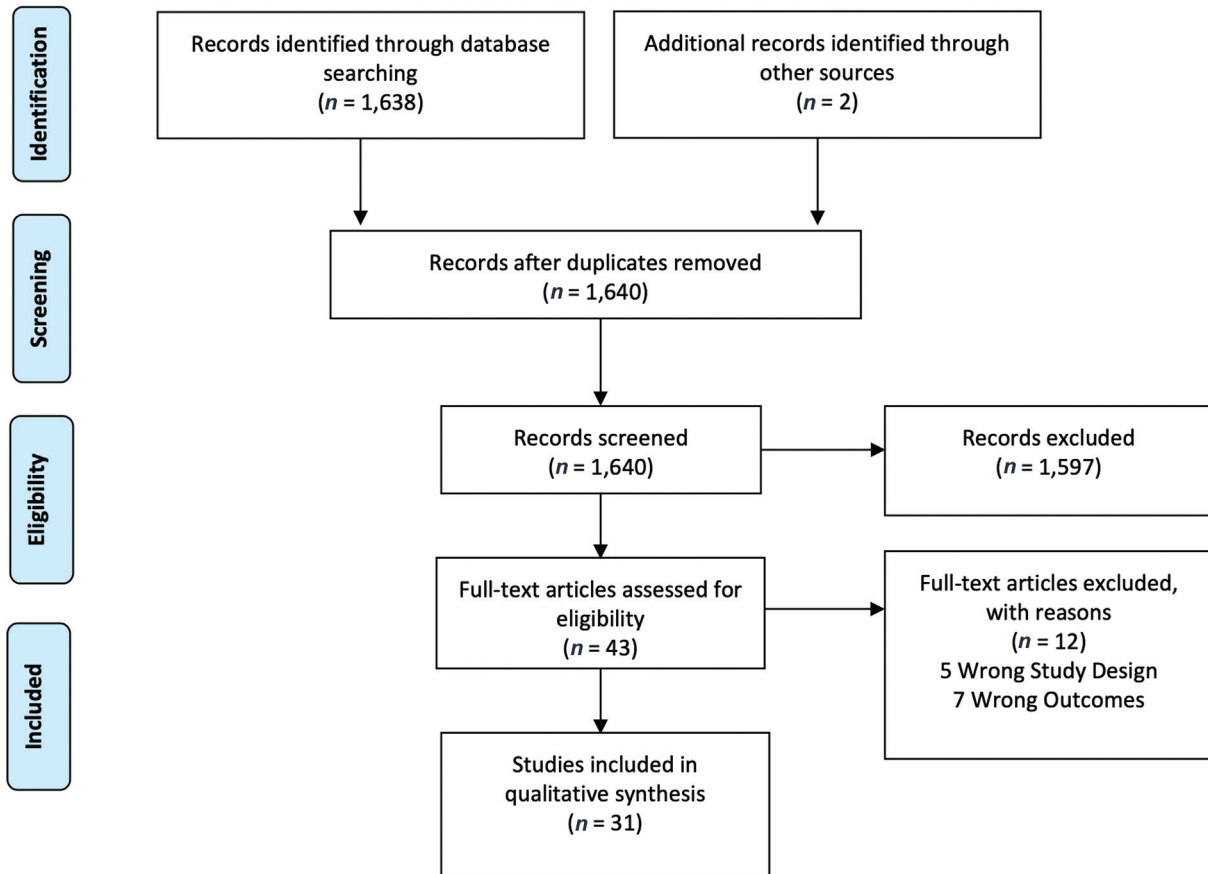 Identification
Records identified through database
searching
(n = 1,638)
Additional records identified through
other sources
(n = 2)
Screening
Records after duplicates removed
(n = 1,640)
Eligibility
Records screened
(n = 1,640)
Records excluded
(n = 1,597)
Full-text articles assessed for
eligibility
(n = 43)
Full-text articles excluded,
with reasons
(n = 12)
5 Wrong Study Design
7 Wrong Outcomes
Included
Studies included in
qualitative synthesis
(n = 31)